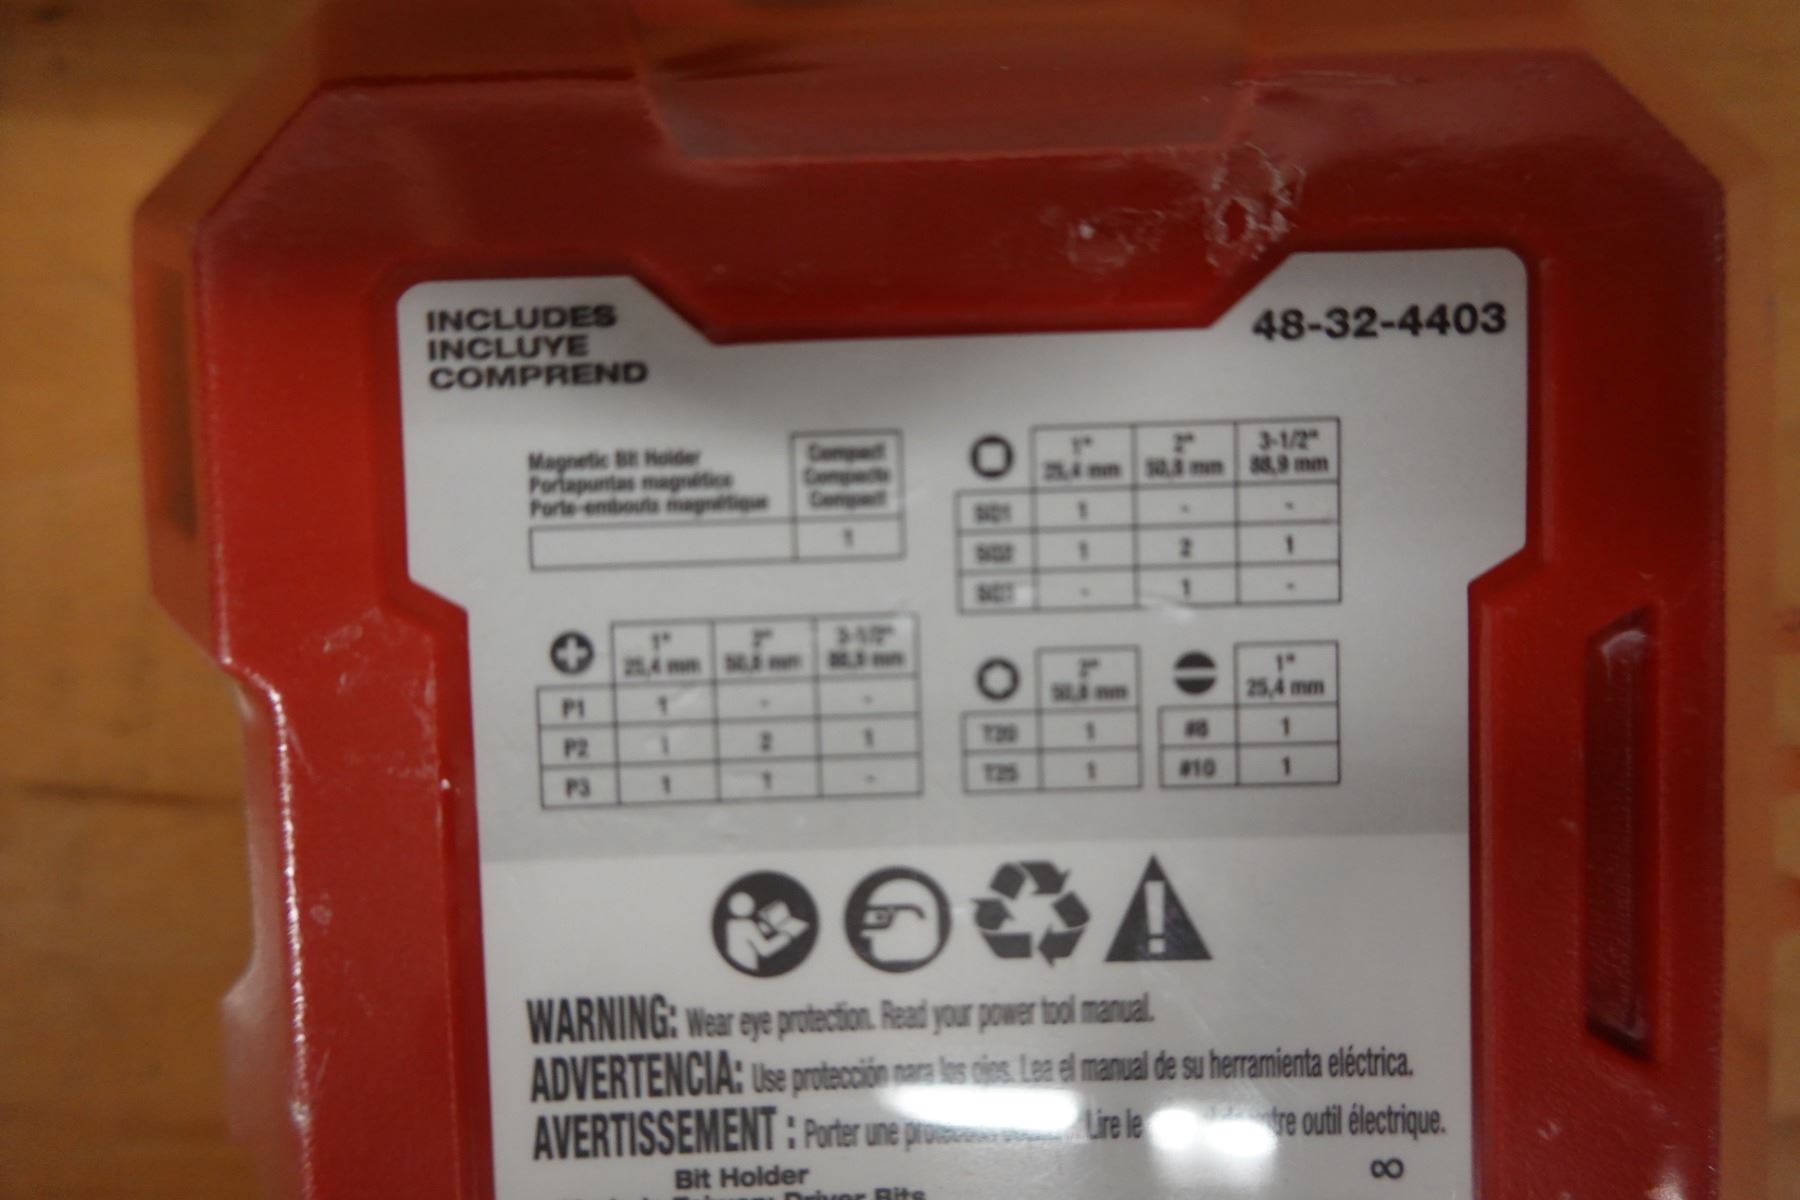 INCLUDES
INCLUYE
COMPREND
48-32-4403
Magnetic Bit Holder
Portapuntas magnético
Porte-embouts magnétique
Compact
Compacto
Compact
1
1" 2" 3-1/2"
25,4 mm 50,8 mm 88,9 mm
SQ1 1 - -
SQ2 1 2 1
SQ3 - 1 -
1" 2" 3-1/2"
25,4 mm 50,8 mm 88,9 mm
P1 1 - -
P2 1 2 1
P3 1 1 -
2"
50,8 mm
T20 1
T25 1
1"
25,4 mm
#8 1
#10 1
WARNING: Wear eye protection. Read your power tool manual.
ADVERTENCIA: Use protección para los ojos. Lea el manual de su herramienta eléctrica.
AVERTISSEMENT : Porter une Lire le outil électrique.
Bit Holder
Driver Bits